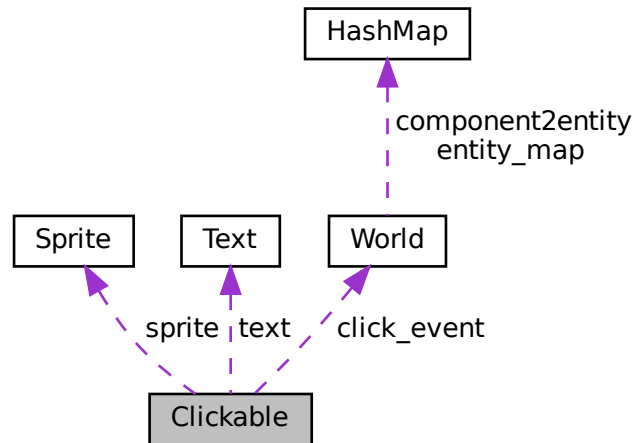 HashMap
component2entity
entity_map
Sprite
Text
World
sprite
text
click_event
Clickable